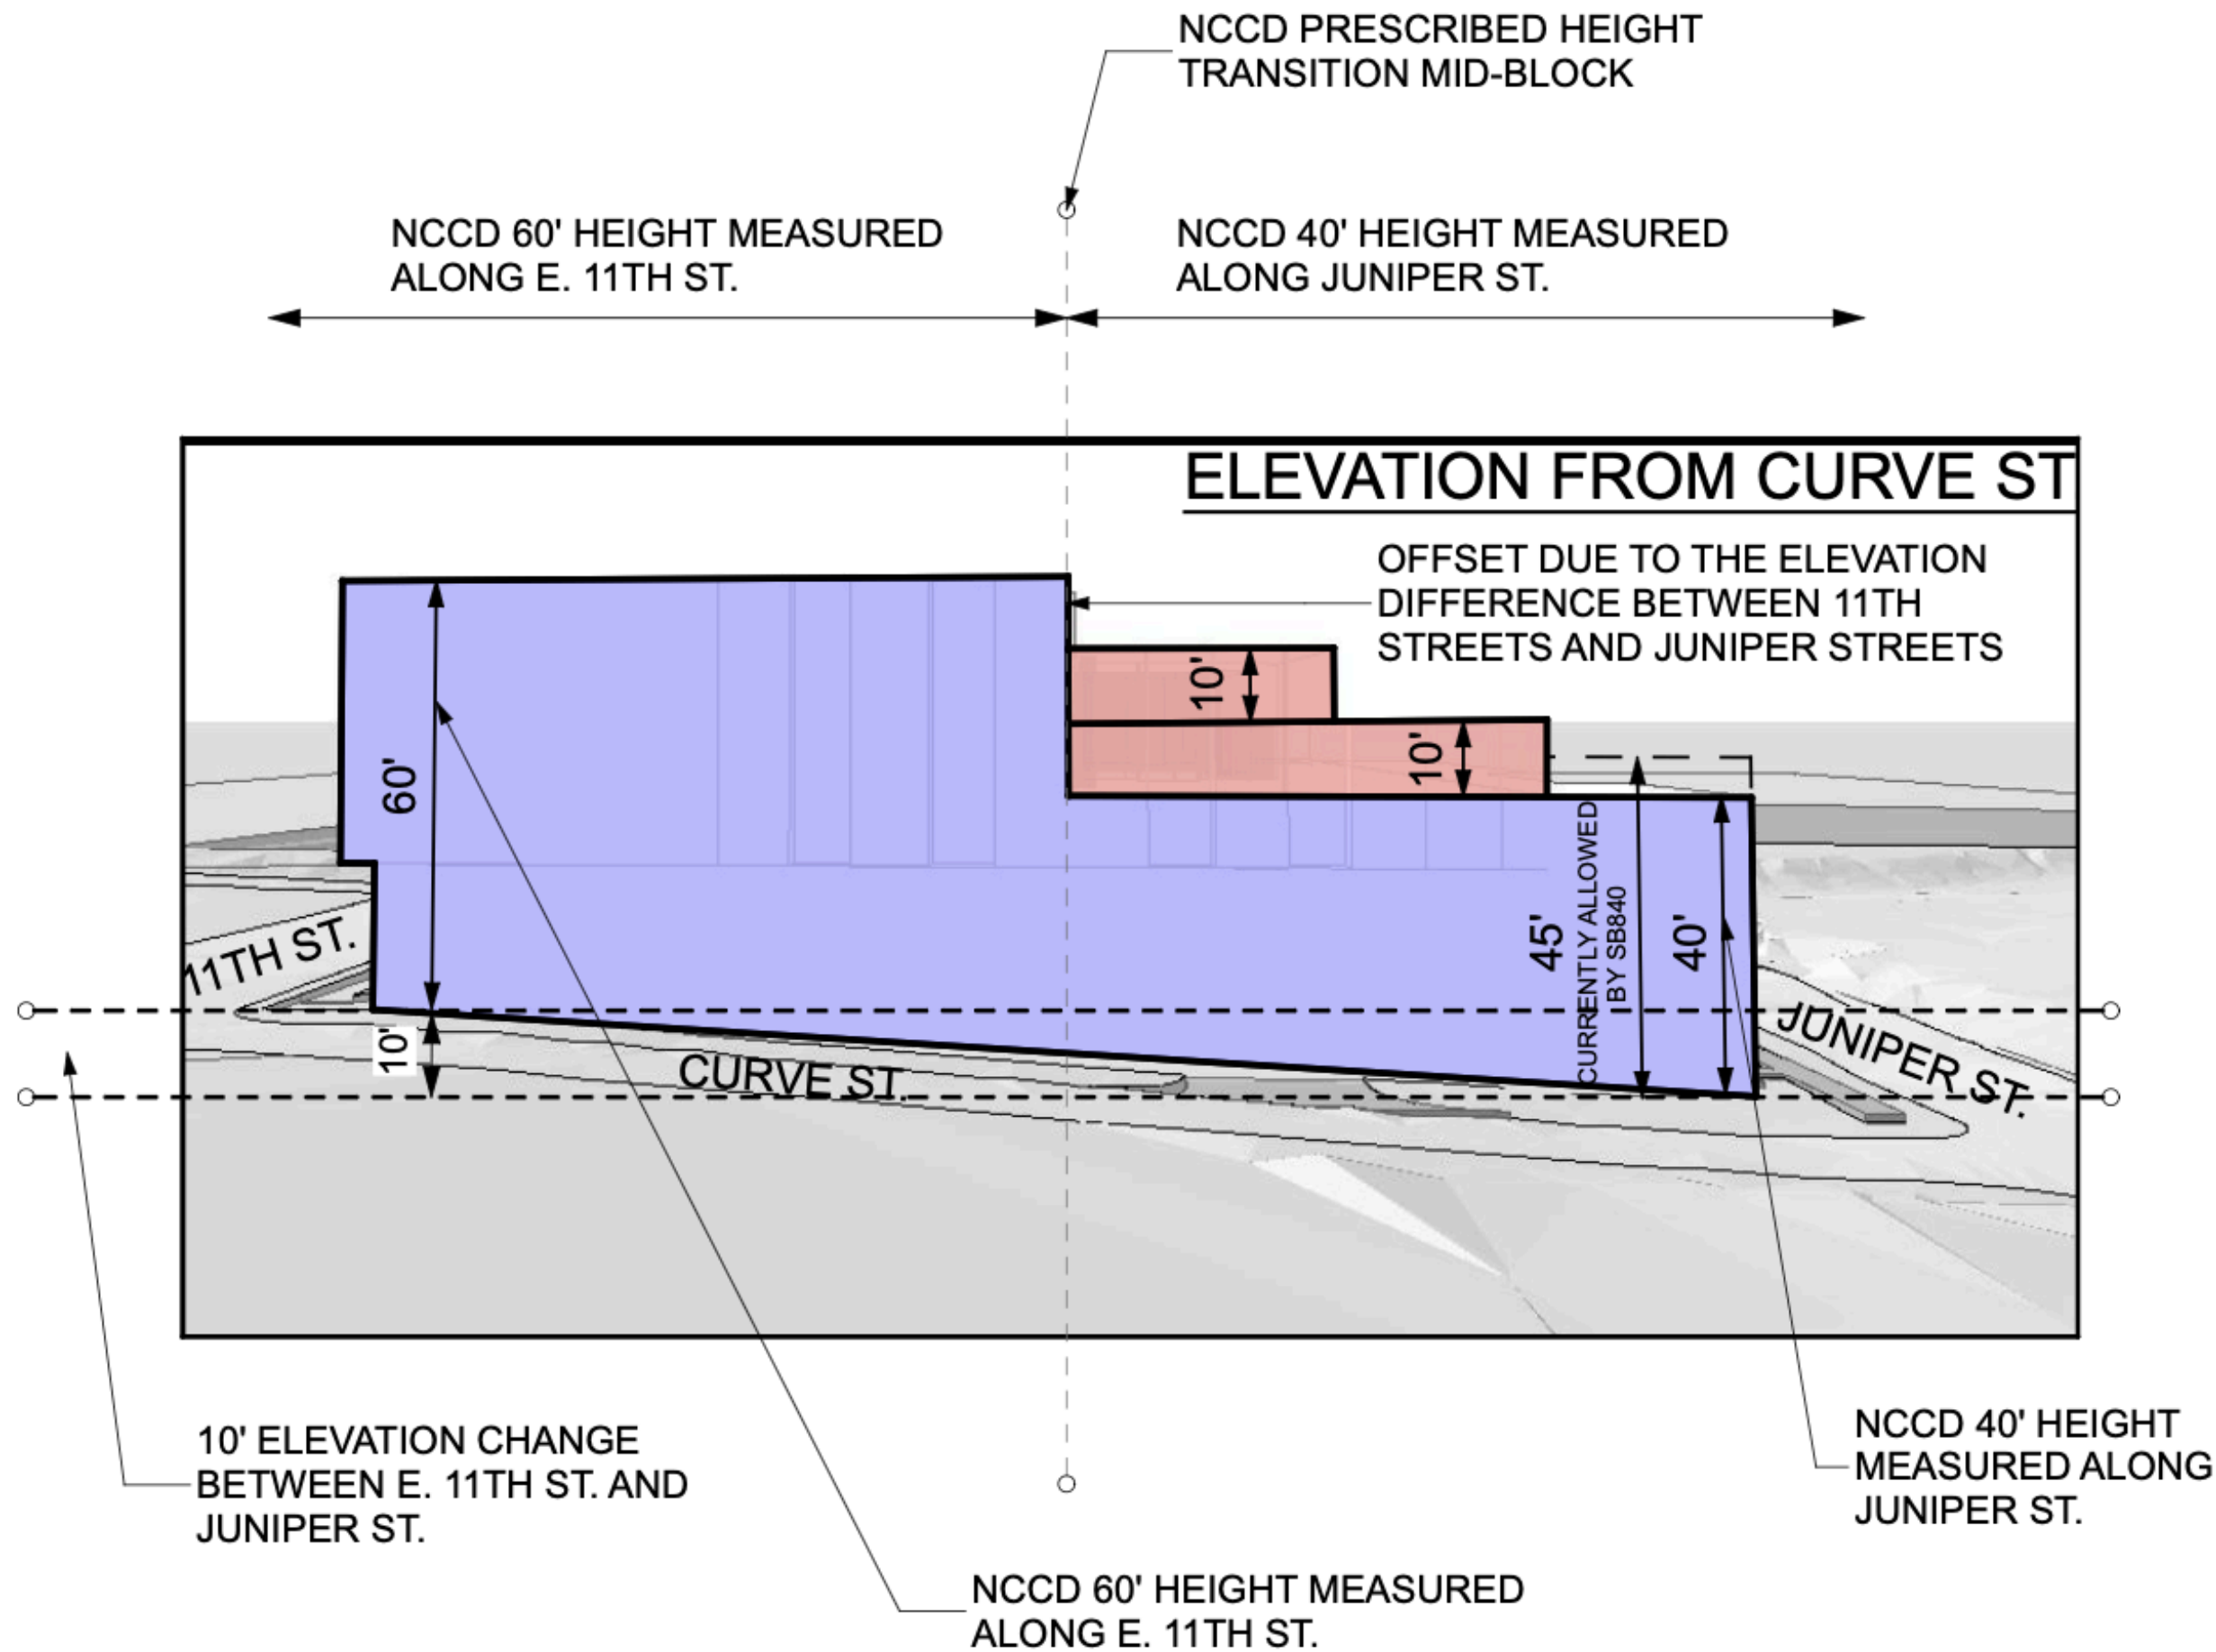 NCCD PRESCRIBED HEIGHT
TRANSITION MID-BLOCK
NCCD 60' HEIGHT MEASURED
ALONG E. 11TH ST.
NCCD 40' HEIGHT MEASURED
ALONG JUNIPER ST.
ELEVATION FROM CURVE ST
OFFSET DUE TO THE ELEVATION
DIFFERENCE BETWEEN 11TH
STREETS AND JUNIPER STREETS
10'
10'
60'
45'
CURRENTLY ALLOWED
BY SB840
40'
11TH ST.
10'
CURVE ST.
JUNIPER ST.
10' ELEVATION CHANGE
BETWEEN E. 11TH ST. AND
JUNIPER ST.
NCCD 40' HEIGHT
MEASURED ALONG
JUNIPER ST.
NCCD 60' HEIGHT MEASURED
ALONG E. 11TH ST.